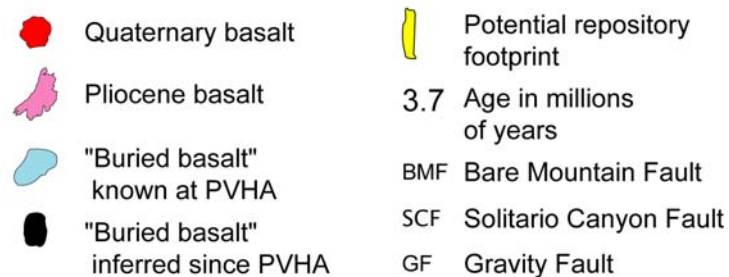 Quaternary basalt
Pliocene basalt
"Buried basalt"
known at PVHA
"Buried basalt"
inferred since PVHA
Potential repository
footprint
3.7 Age in millions
of years
BMF Bare Mountain Fault
SCF Solitario Canyon Fault
GF Gravity Fault